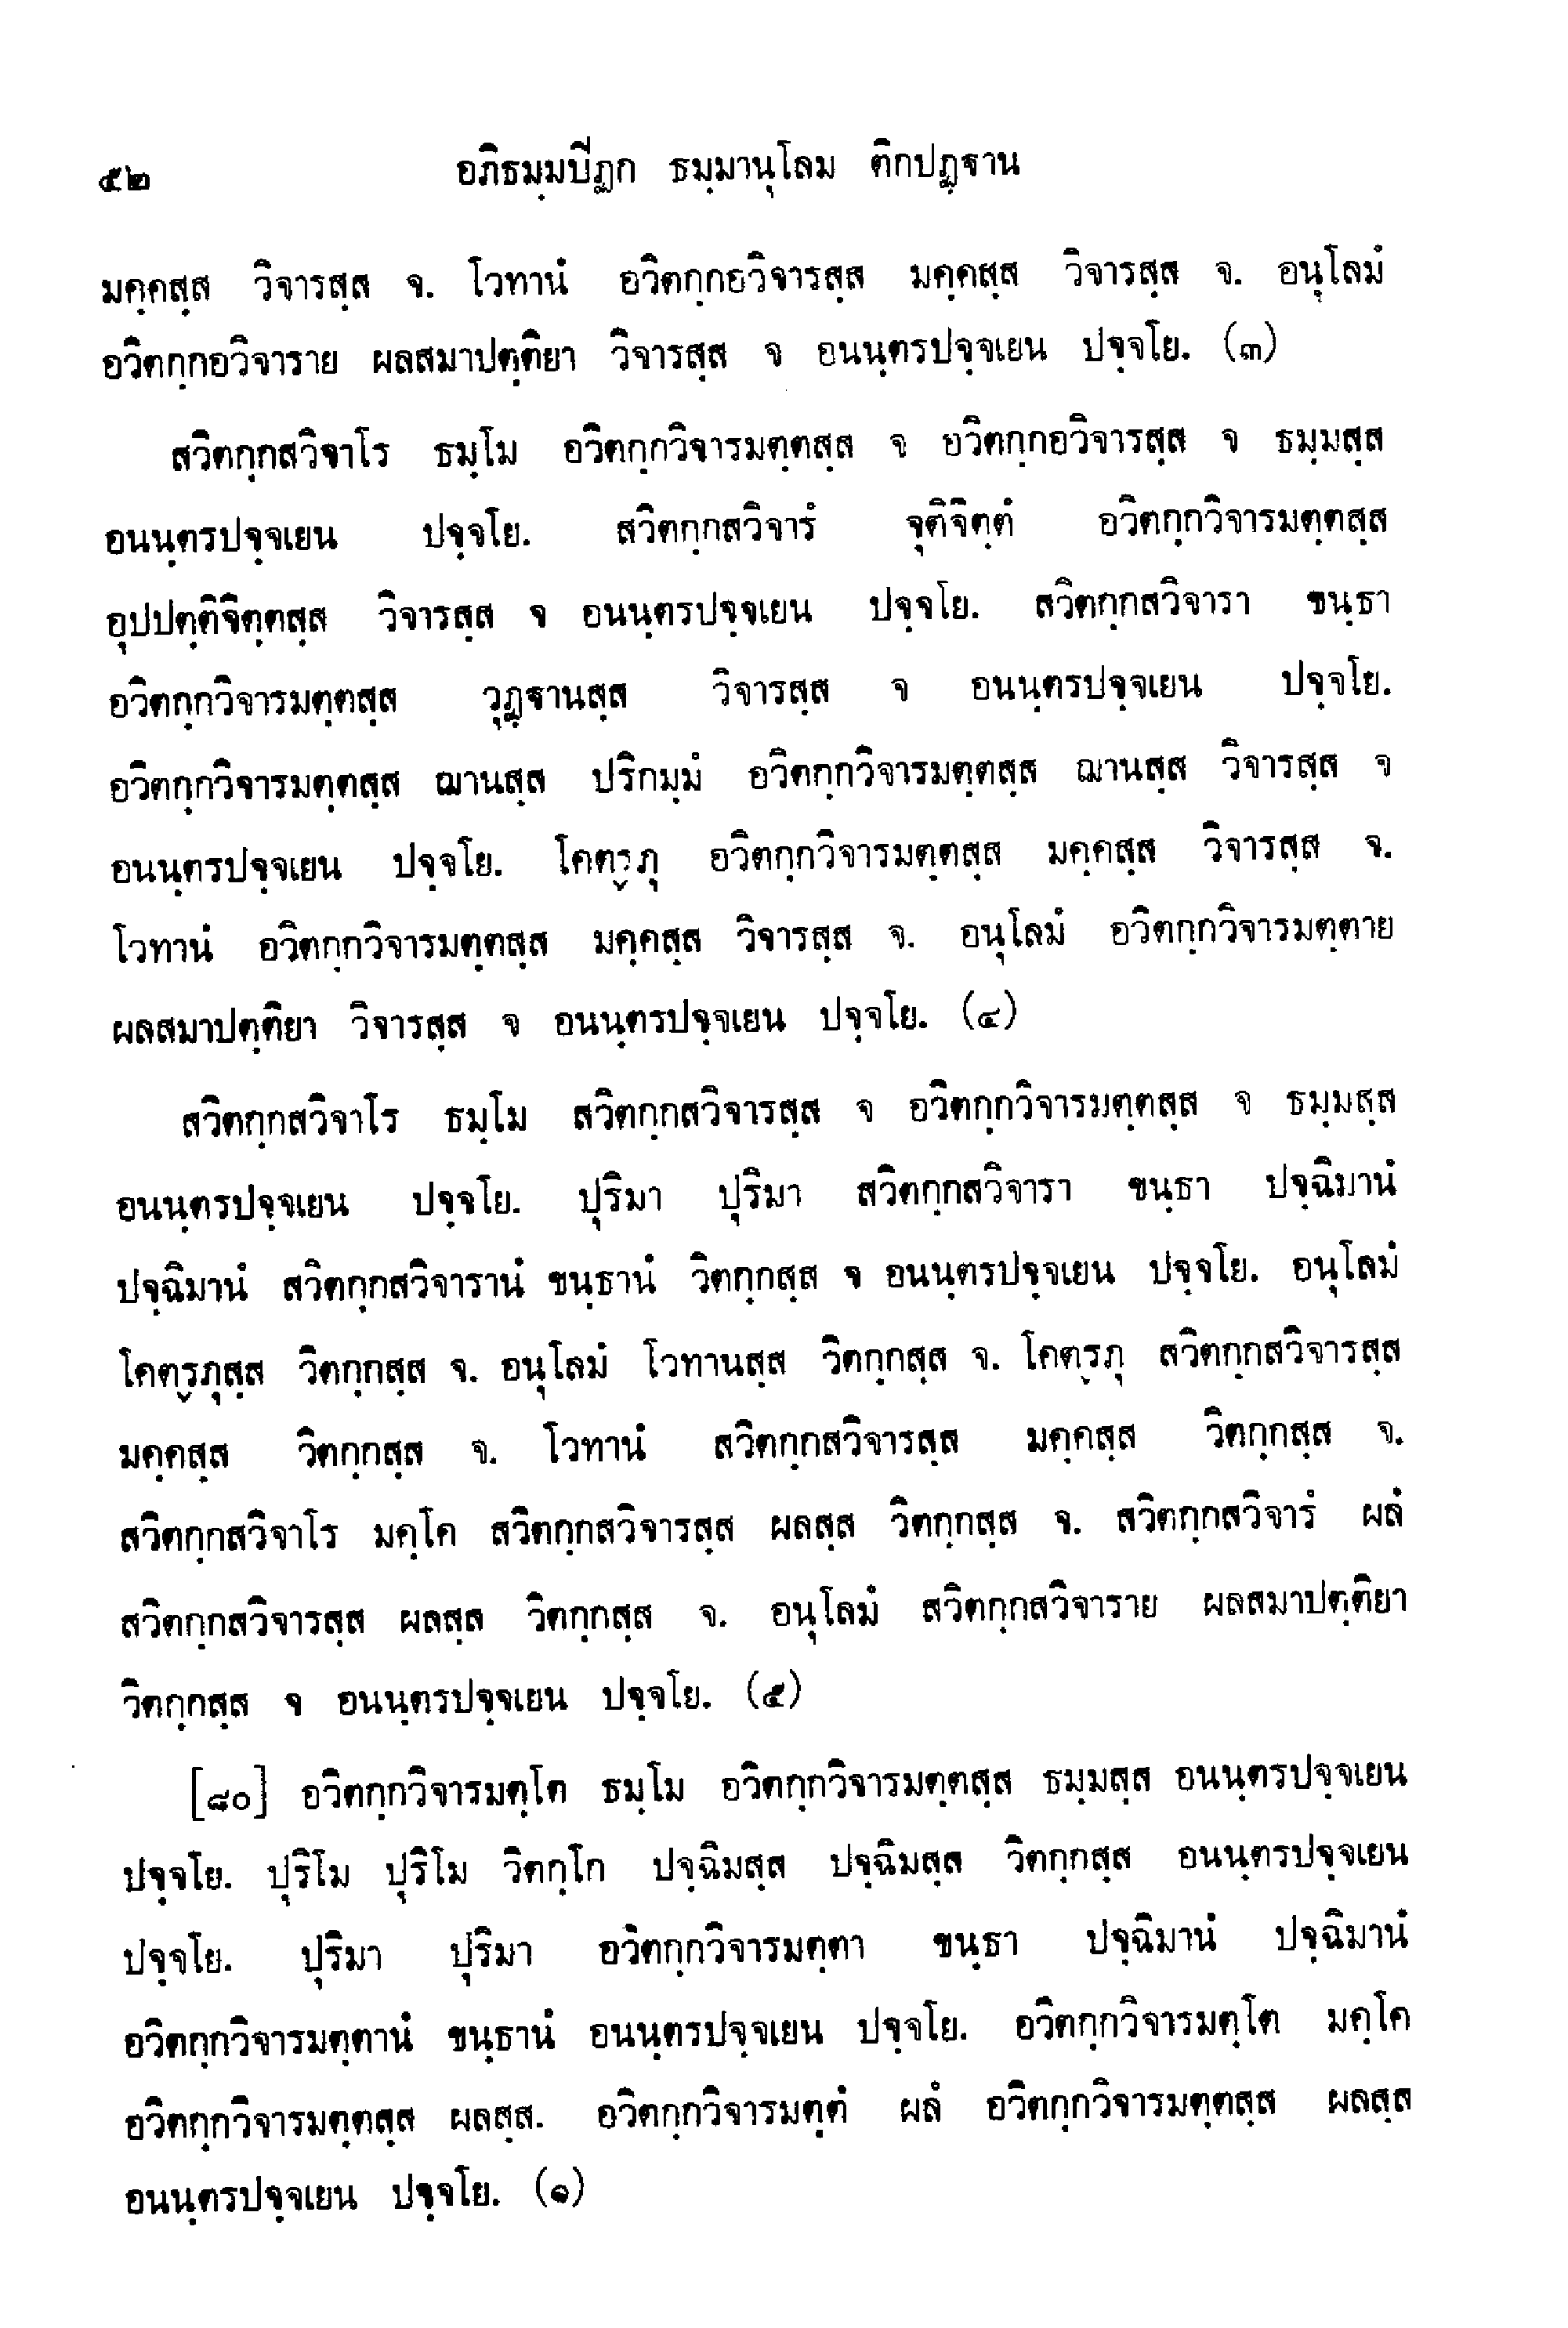 ๕๒ อภิธมฺมปิฏก ธมฺมานุโลม ติกปฏฺฐาน
มคฺคสฺส วิจารสฺส จ. โวทานํ อวิตกฺกอวิจารสฺส มคฺคสฺส วิจารสฺส จ. อนุโลมํ
อวิตกฺกอวิจาราย ผลสมาปตฺติยา วิจารสฺส จ อนนฺตรปจฺจเยน ปจฺจโย. (๓)
สวิตกฺกสวิจาโร ธมฺโม อวิตกฺกวิจารมตฺตสฺส จ อวิตกฺกอวิจารสฺส จ ธมฺมสฺส
อนนฺตรปจฺจเยน ปจฺจโย. สวิตกฺกสวิจารํ จุติจิตฺตํ อวิตกฺกวิจารมตฺตสฺส
อุปปตฺติจิตฺตสฺส วิจารสฺส จ อนนฺตรปจฺจเยน ปจฺจโย. สวิตกฺกสวิจารา ขนฺธา
อวิตกฺกวิจารมตฺตสฺส วุฏฺฐานสฺส วิจารสฺส จ อนนฺตรปจฺจเยน ปจฺจโย.
อวิตกฺกวิจารมตฺตสฺส ฌานสฺส ปริกมฺมํ อวิตกฺกวิจารมตฺตสฺส ฌานสฺส วิจารสฺส จ
อนนฺตรปจฺจเยน ปจฺจโย. โคตฺรภู อวิตกฺกวิจารมตฺตสฺส มคฺคสฺส วิจารสฺส จ.
โวทานํ อวิตกฺกวิจารมตฺตสฺส มคฺคสฺส วิจารสฺส จ. อนุโลมํ อวิตกฺกวิจารมตฺตาย
ผลสมาปตฺติยา วิจารสฺส จ อนนฺตรปจฺจเยน ปจฺจโย. (๔)
สวิตกฺกสวิจาโร ธมฺโม สวิตกฺกสวิจารสฺส จ อวิตกฺกวิจารมตฺตสฺส จ ธมฺมสฺส
อนนฺตรปจฺจเยน ปจฺจโย. ปุริมา ปุริมา สวิตกฺกสวิจารา ขนฺธา ปจฺฉิมานํ
ปจฺฉิมานํ สวิตกฺกสวิจารานํ ขนฺธานํ วิตกฺกสฺส จ อนนฺตรปจฺจเยน ปจฺจโย. อนุโลมํ
โคตฺรภุสฺส วิตกฺกสฺส จ. อนุโลมํ โวทานสฺส วิตกฺกสฺส จ. โคตฺรภุ สวิตกฺกสวิจารสฺส
มคฺคสฺส วิตกฺกสฺส จ. โวทานํ สวิตกฺกสวิจารสฺส มคฺคสฺส วิตกฺกสฺส จ.
สวิตกฺกสวิจาโร มคฺโค สวิตกฺกสวิจารสฺส ผลสฺส วิตกฺกสฺส จ. สวิตกฺกสวิจารํ ผลํ
สวิตกฺกสวิจารสฺส ผลสฺส วิตกฺกสฺส จ. อนุโลมํ สวิตกฺกสวิจาราย ผลสมาปตฺติยา
วิตกฺกสฺส จ อนนฺตรปจฺจเยน ปจฺจโย. (๕)
[๘๐] อวิตกฺกวิจารมตฺโต ธมฺโม อวิตกฺกวิจารมตฺตสฺส ธมฺมสฺส อนนฺตรปจฺจเยน
ปจฺจโย. ปุริโม ปุริโม วิตกฺโก ปจฺฉิมสฺส ปจฺฉิมสฺส วิตกฺกสฺส อนนฺตรปจฺจเยน
ปจฺจโย. ปุริมา ปุริมา อวิตกฺกวิจารมตฺตา ขนฺธา ปจฺฉิมานํ ปจฺฉิมานํ
อวิตกฺกวิจารมตฺตานํ ขนฺธานํ อนนฺตรปจฺจเยน ปจฺจโย. อวิตกฺกวิจารมตฺโต มคฺโค
อวิตกฺกวิจารมตฺตสฺส ผลสฺส. อวิตกฺกวิจารมตฺตํ ผลํ อวิตกฺกวิจารมตฺตสฺส ผลสฺส
อนนฺตรปจฺจเยน ปจฺจโย. (๑)